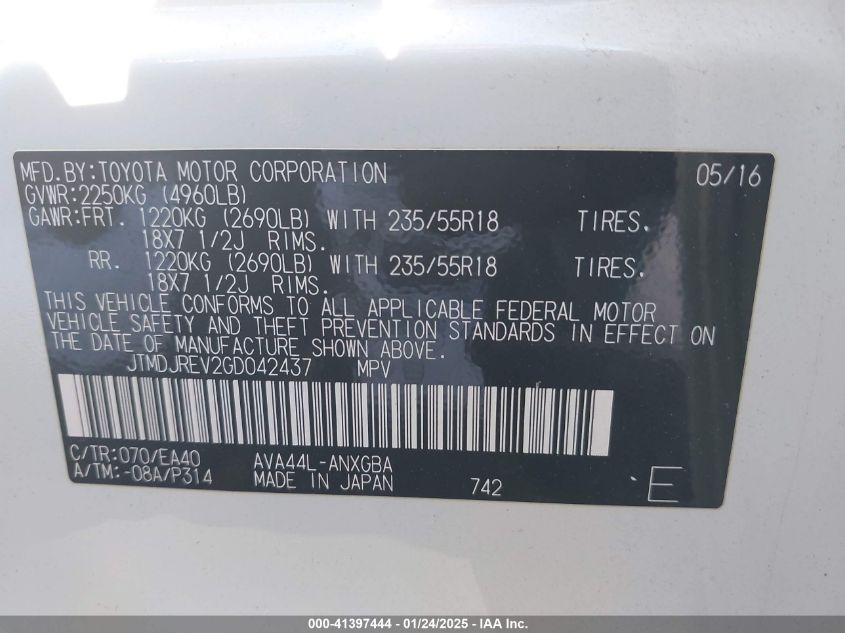 MFD.BY:TOYOTA MOTOR CORPORATION 05/16
GVWR:2250KG (4960LB)
GAWR:FRT. 1220KG (2690LB) WITH 235/55R18 TIRES.
18X7 1/2J RIMS.
RR. 1220KG (2690LB) WITH 235/55R18 TIRES.
18X7 1/2J RIMS.
THIS VEHICLE CONFORMS TO ALL APPLICABLE FEDERAL MOTOR
VEHICLE SAFETY AND THEFT PREVENTION STANDARDS IN EFFECT ON
THE DATE OF MANUFACTURE SHOWN ABOVE.
JTMDJREV2GD042437 MPV
C/TR:070/EA40 AVA44L-ANXGBA
A/TM:-08A/P314 MADE IN JAPAN 742 E
000-41397444 / 01/24/2025 - IAA Inc.